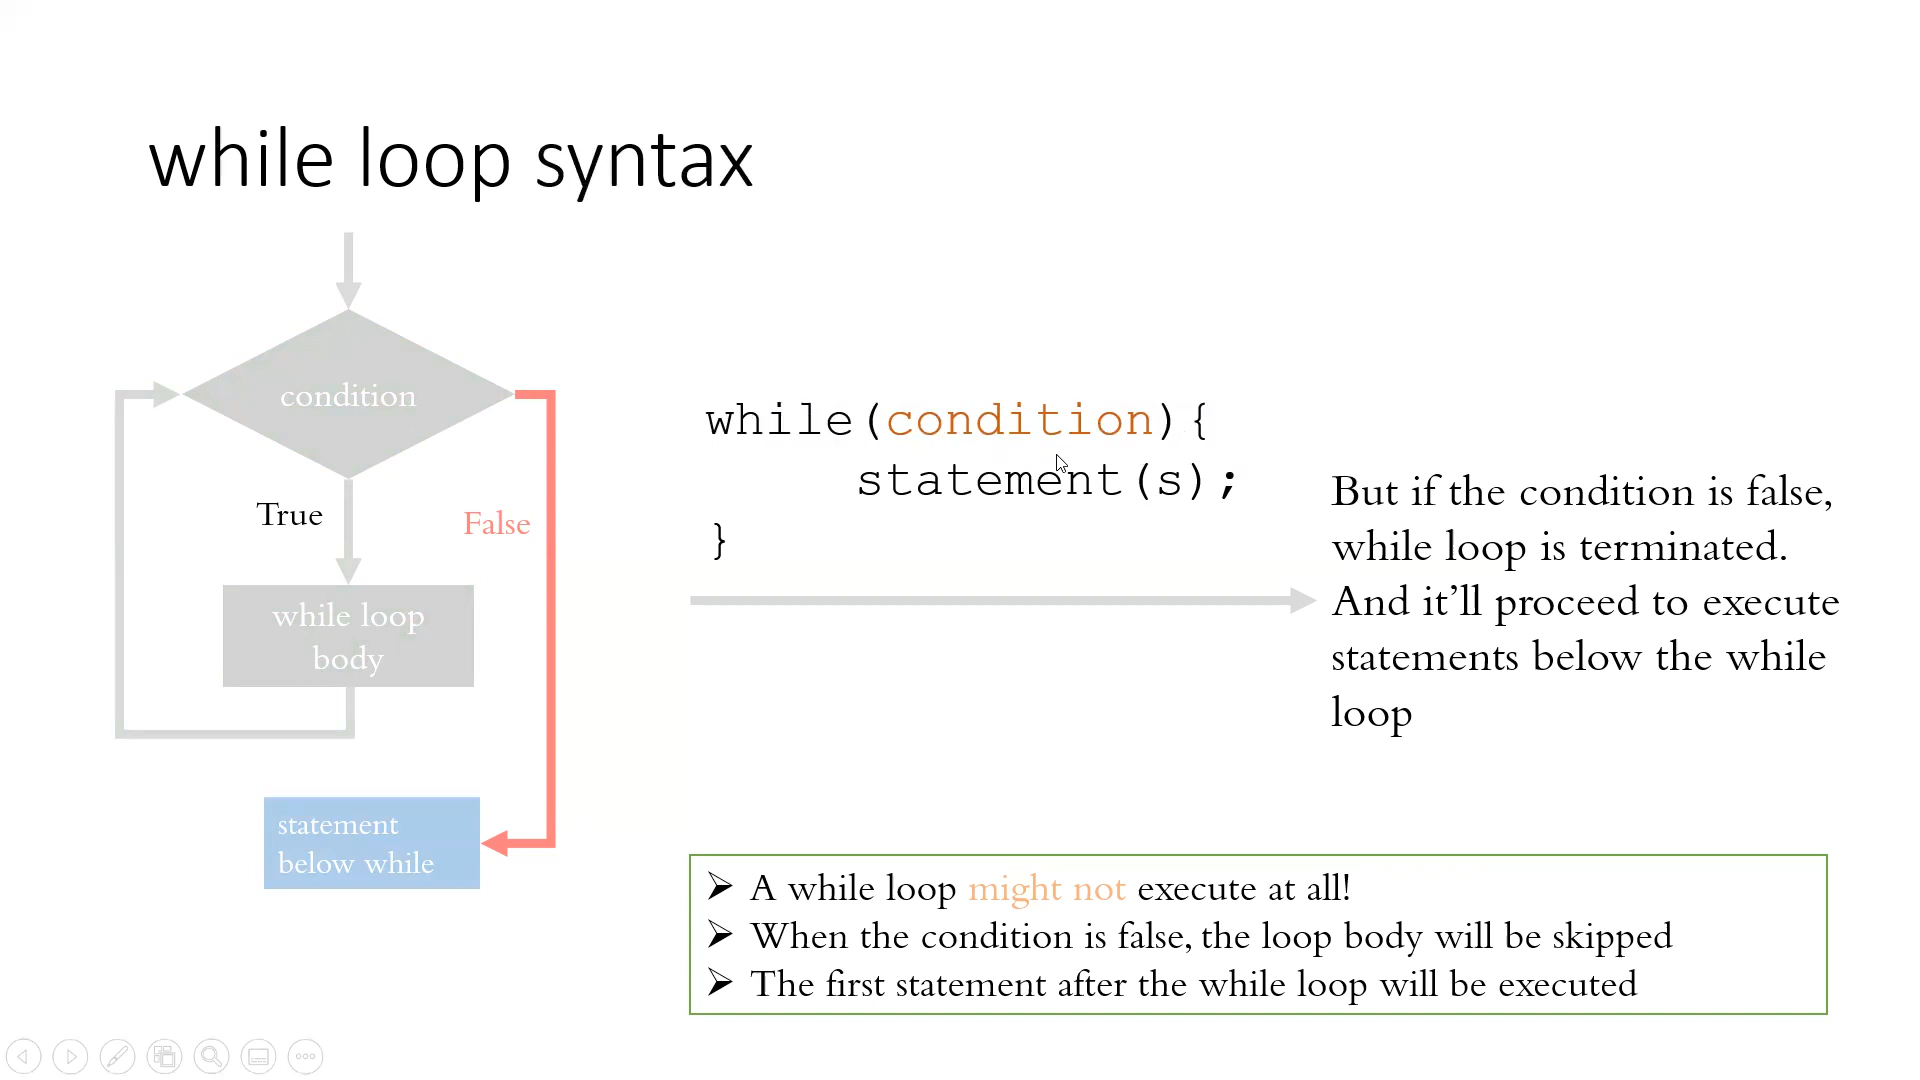 while loop syntax
condition
True
False
while loop
body
statement
below while
while(condition){
statement(s);
}
But if the condition is false,
while loop is terminated.
And it’ll proceed to execute
statements below the while
loop
➢ A while loop might not execute at all!
➢ When the condition is false, the loop body will be skipped
➢ The first statement after the while loop will be executed